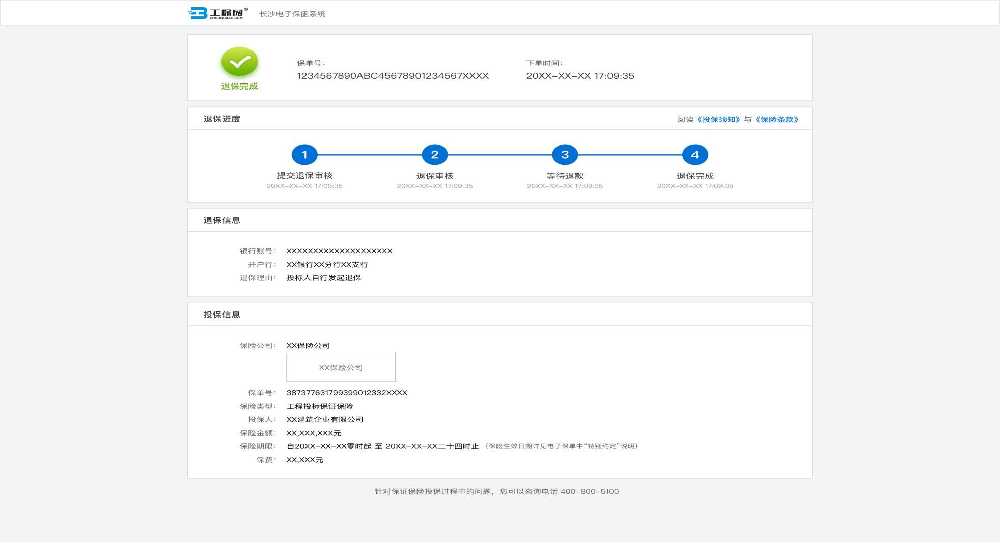 工保网® 长沙电子保函系统
CNGONGBAO.COM
退保完成
保单号：
1234567890ABC45678901234567XXXX
下单时间：
20XX-XX-XX 17:09:35
退保进度
阅读《投保须知》与《保险条款》
1 2 3 4
提交退保审核 退保审核 等待退款 退保完成
20XX-XX-XX 17:09:35 20XX-XX-XX 17:09:35 20XX-XX-XX 17:09:35 20XX-XX-XX 17:09:35
退保信息
银行账号： XXXXXXXXXXXXXXXXXXXX
开户行： XX银行XX分行XX支行
退保理由： 投标人自行发起退保
投保信息
保险公司： XX保险公司
XX保险公司
保单号： 387377631799399012332XXXX
保险类型： 工程投标保证保险
投保人： XX建筑企业有限公司
保险金额： XX,XXX,XXX元
保险期限： 自20XX-XX-XX零时起 至 20XX-XX-XX二十四时止 （保险生效日期详见电子保单中“特别约定”说明）
保费： XX,XXX元
针对保证保险投保过程中的问题，您可以咨询电话 400-800-5100